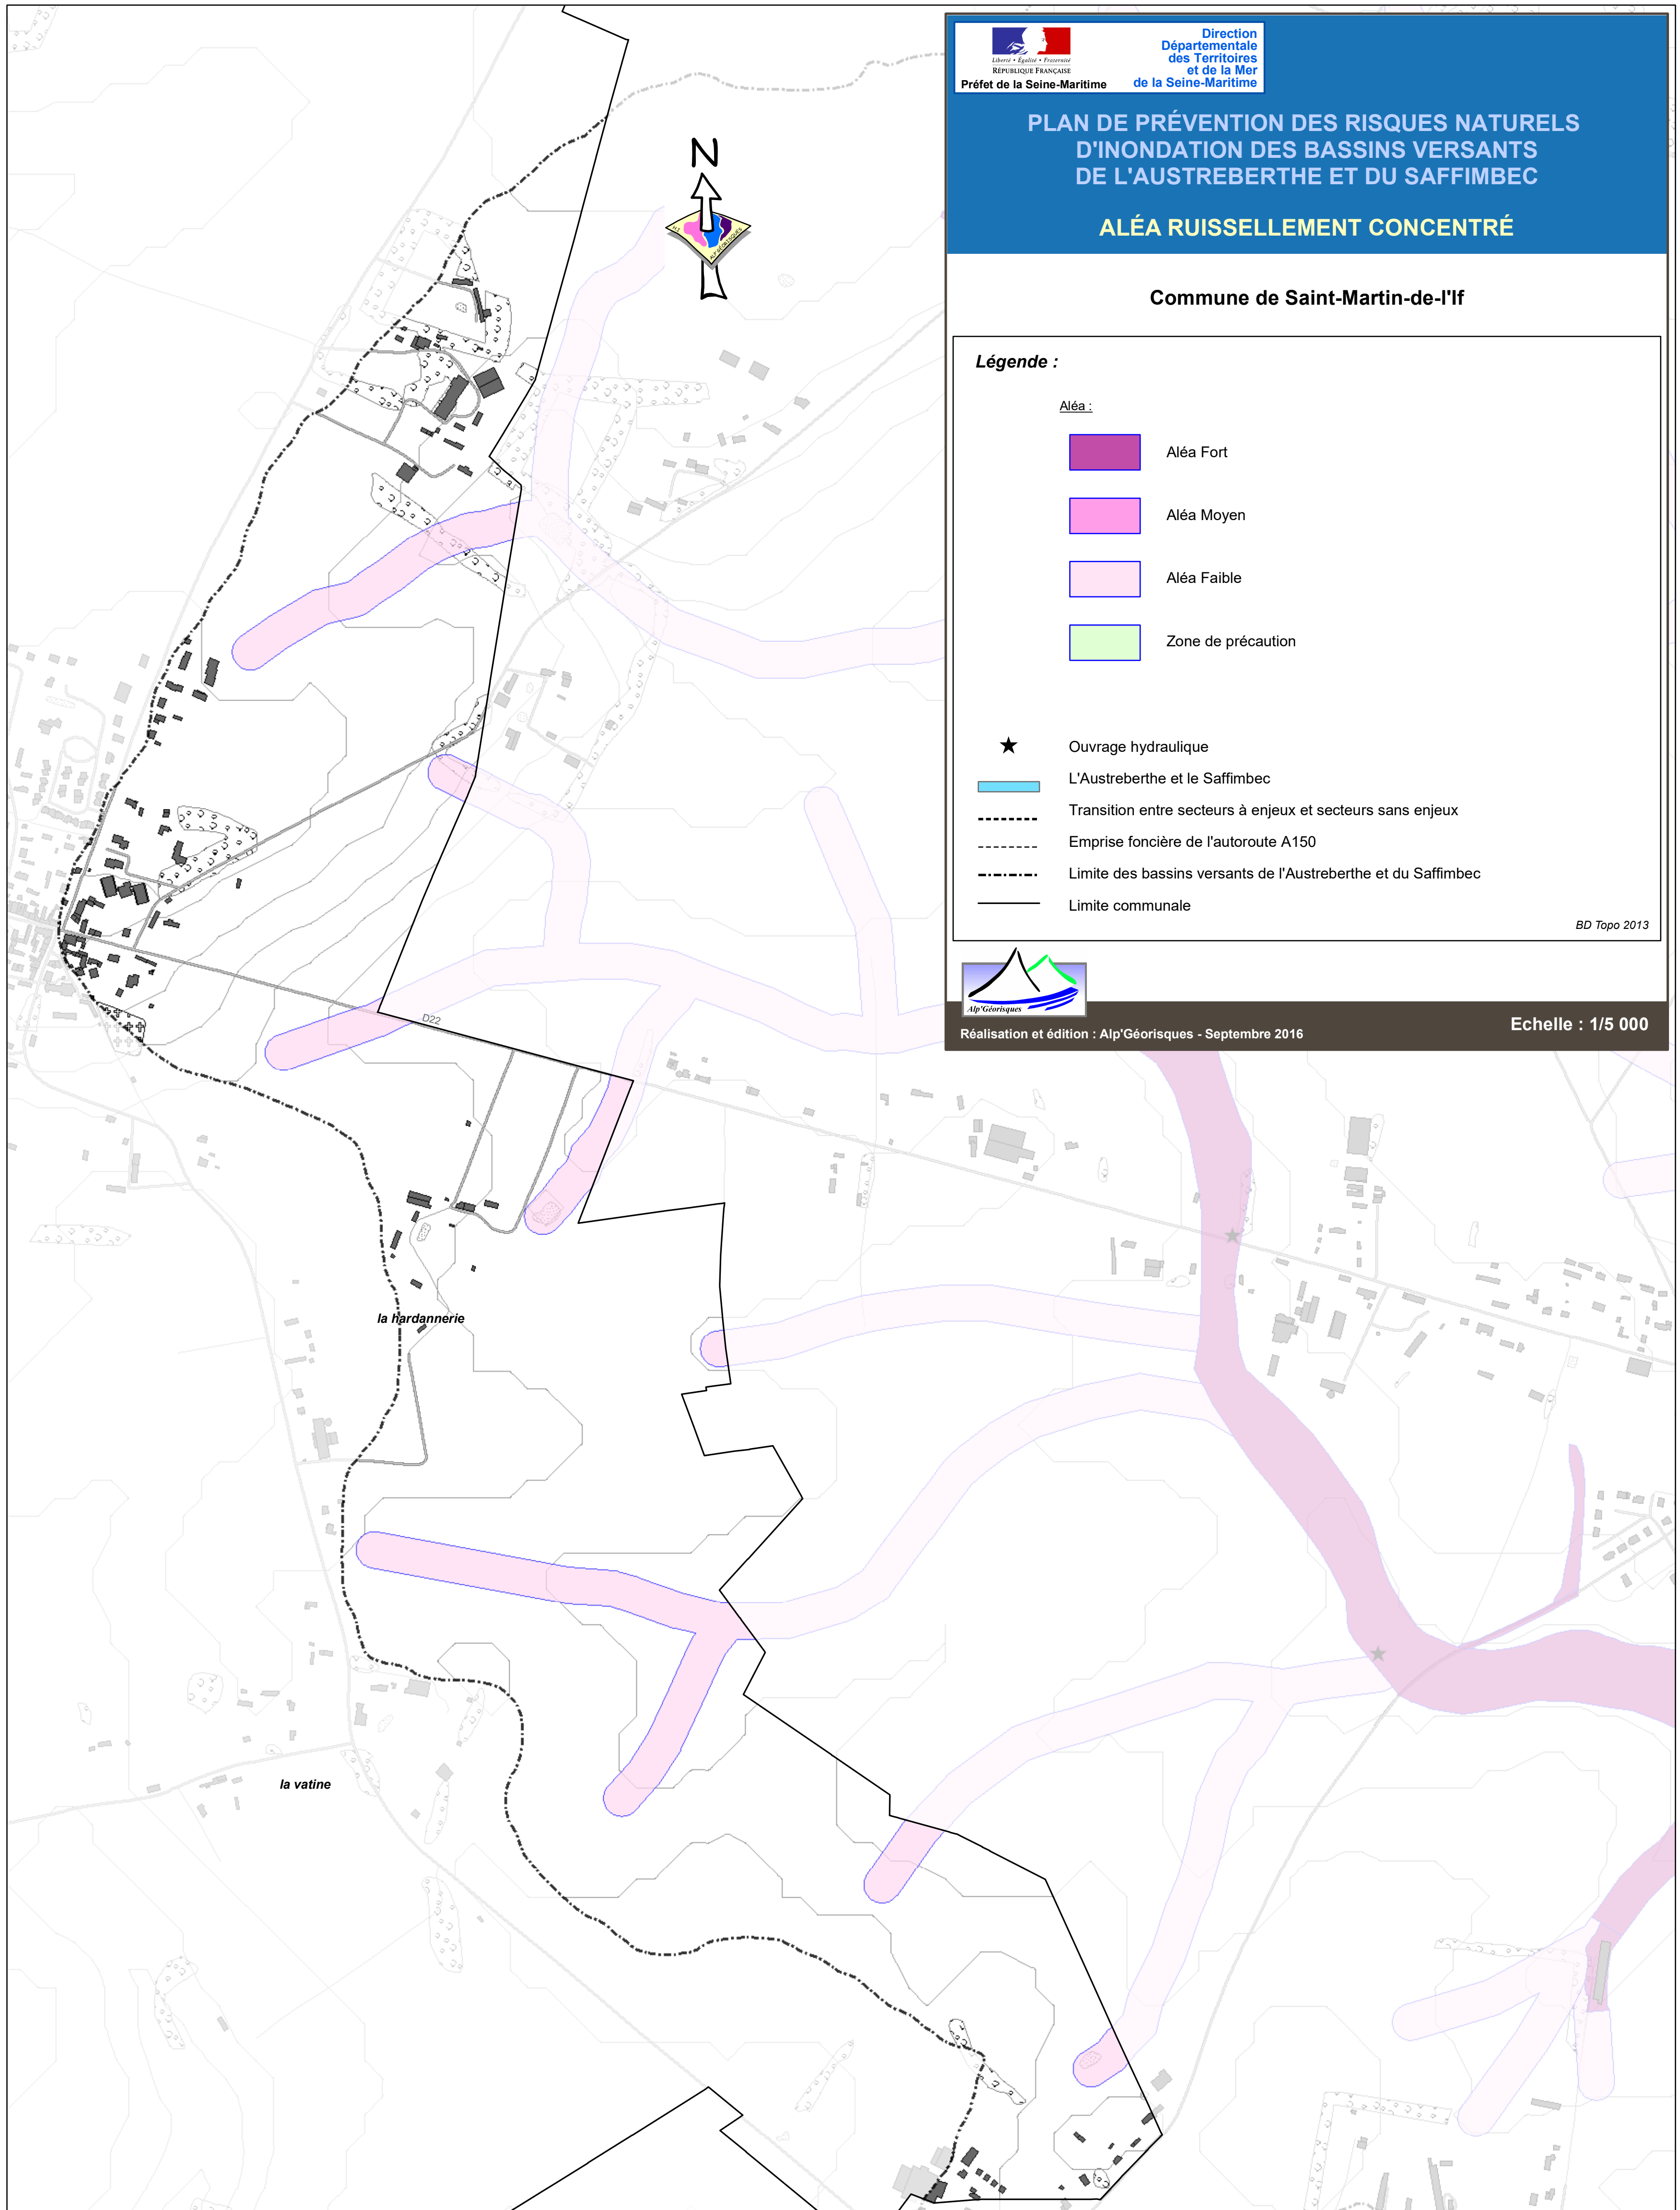 Liberté • Égalité • Fraternité
RÉPUBLIQUE FRANÇAISE
Préfet de la Seine-Maritime
Direction
Départementale
des Territoires
et de la Mer
de la Seine-Maritime
PLAN DE PRÉVENTION DES RISQUES NATURELS
D'INONDATION DES BASSINS VERSANTS
DE L'AUSTREBERTHE ET DU SAFFIMBEC
ALÉA RUISSELLEMENT CONCENTRÉ
Commune de Saint-Martin-de-l'If
Légende :
Aléa :
Aléa Fort
Aléa Moyen
Aléa Faible
Zone de précaution
Ouvrage hydraulique
L'Austreberthe et le Saffimbec
Transition entre secteurs à enjeux et secteurs sans enjeux
Emprise foncière de l'autoroute A150
Limite des bassins versants de l'Austreberthe et du Saffimbec
Limite communale
BD Topo 2013
Alp'Géorisques
Réalisation et édition : Alp'Géorisques - Septembre 2016
Echelle : 1/5 000
N
ALP'GÉORISQUES
D22
la hardannerie
la vatine